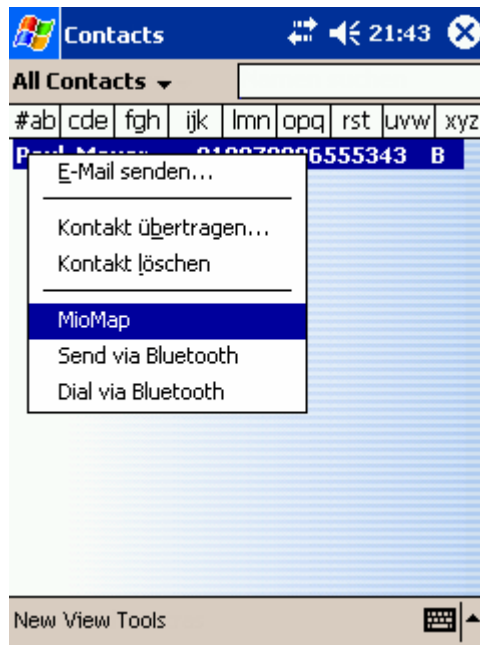 Contacts 21:43
All Contacts
#ab cde fgh ijk lmn opq rst uvw xyz
B
E-Mail senden...
Kontakt übertragen...
Kontakt löschen
MioMap
Send via Bluetooth
Dial via Bluetooth
New View Tools